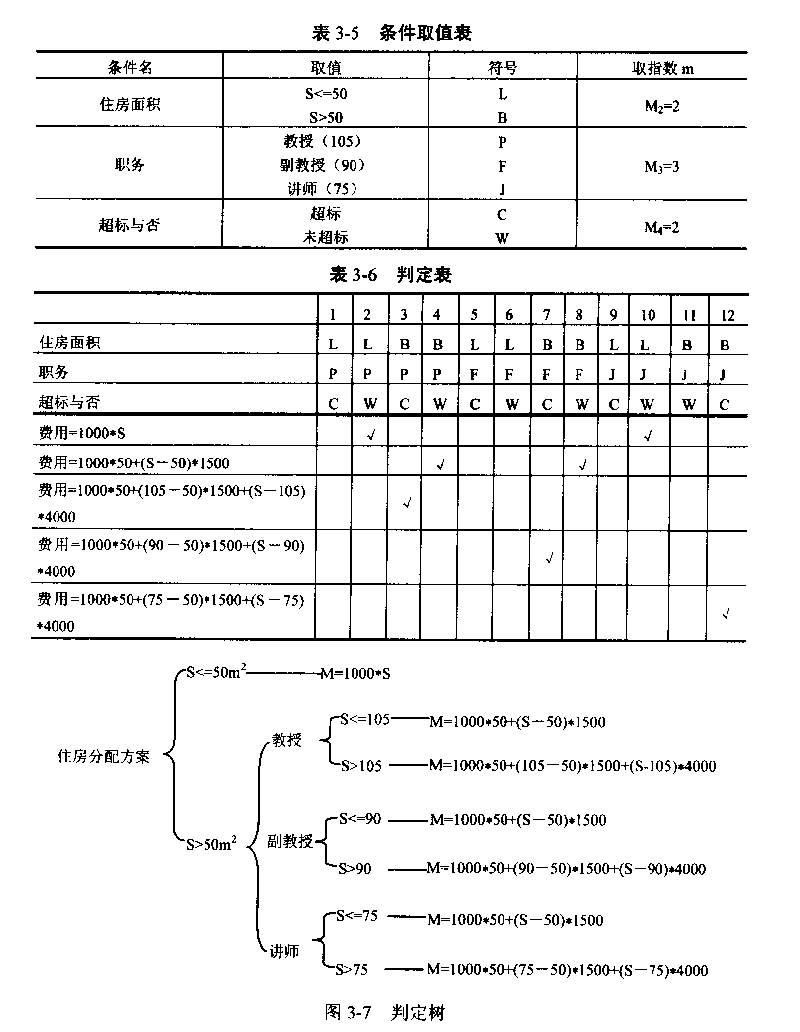 表 3-5 条件取值表
条件名 取值 符号 取指数 m
住房面积 S<=50 L M₂=2
S>50 B
职务 教授（105） P M₃=3
副教授（90） F
讲师（75） J
超标与否 超标 C M₄=2
未超标 W
表 3-6 判定表
1 2 3 4 5 6 7 8 9 10 11 12
住房面积 L L B B L L B B L L B B
职务 P P P P F F F F J J J J
超标与否 C W C W C W C W C W W C
费用=1000*S √ √
费用=1000*50+(S－50)*1500 √ √
费用=1000*50+(105－50)*1500+(S－105)
*4000 √
费用=1000*50+(90－50)*1500+(S－90)
*4000 √
费用=1000*50+(75－50)*1500+(S－75)
*4000 √
S<=50m² M=1000*S
住房分配方案
S>50m²
教授
S<=105 M=1000*50+(S－50)*1500
S>105 M=1000*50+(105－50)*1500+(S-105)*4000
副教授
S<=90 M=1000*50+(S－50)*1500
S>90 M=1000*50+(90－50)*1500+(S－90)*4000
讲师
S<=75 M=1000*50+(S－50)*1500
S>75 M=1000*50+(75－50)*1500+(S－75)*4000
图 3-7 判定树